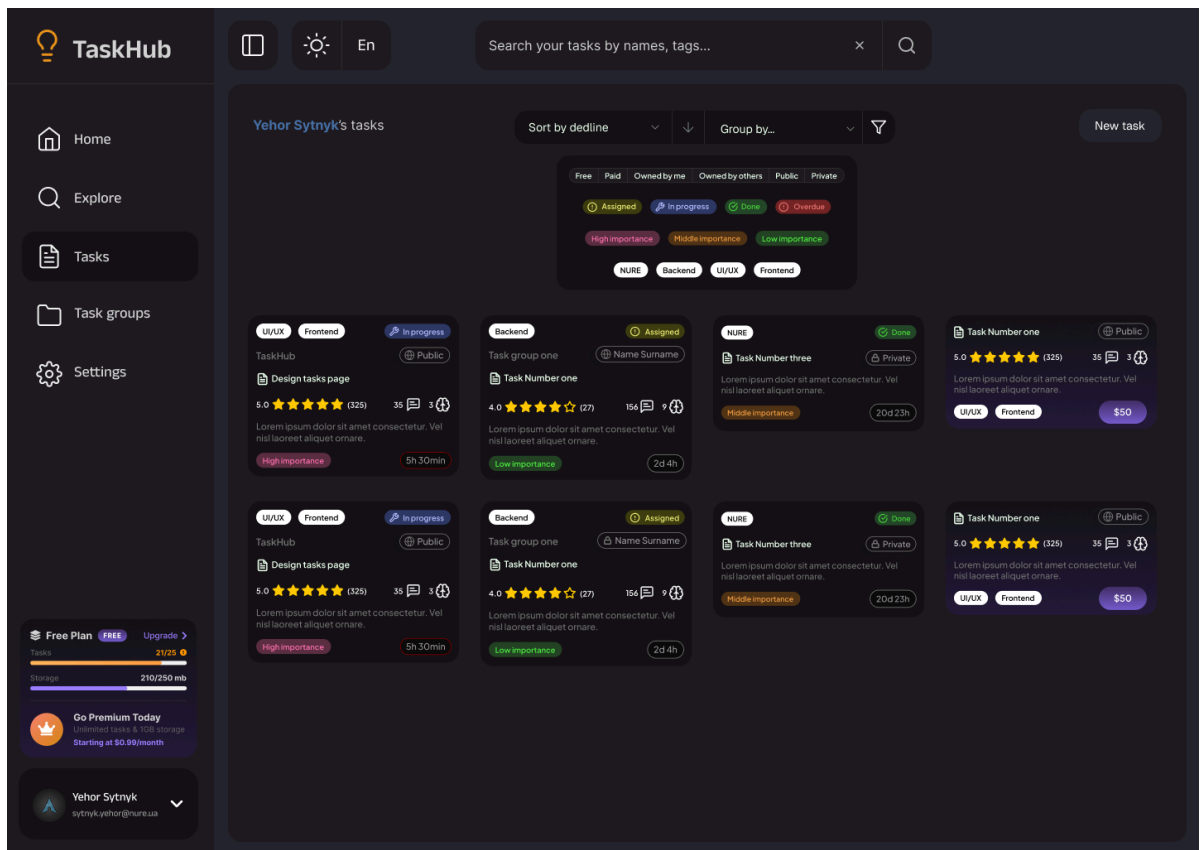 TaskHub
En
Search your tasks by names, tags...
Home
Explore
Tasks
Task groups
Settings
Free Plan FREE Upgrade
Tasks 21/25
Storage 210/250 mb
Go Premium Today
Unlimited tasks & 1GB storage
Starting at $0.99/month
Yehor Sytnyk
sytnyk.yehor@nure.ua
Yehor Sytnyk's tasks
Sort by dedline
Group by...
New task
Free Paid Owned by me Owned by others Public Private
Assigned In progress Done Overdue
High importance Middle importance Low importance
NURE Backend UI/UX Frontend
UI/UX Frontend In progress
TaskHub Public
Design tasks page
5.0 (325) 35 3
Lorem ipsum dolor sit amet consectetur. Vel
nisl laoreet aliquet ornare.
High importance 5h 30min
Backend Assigned
Task group one Name Surname
Task Number one
4.0 (27) 156 9
Lorem ipsum dolor sit amet consectetur. Vel
nisl laoreet aliquet ornare.
Low importance 2d 4h
NURE Done
Task Number three Private
Lorem ipsum dolor sit amet consectetur. Vel
nisl laoreet aliquet ornare.
Middle importance 20d 23h
Task Number one Public
5.0 (325) 35 3
Lorem ipsum dolor sit amet consectetur. Vel
nisl laoreet aliquet ornare.
UI/UX Frontend $50
UI/UX Frontend In progress
TaskHub Public
Design tasks page
5.0 (325) 35 3
Lorem ipsum dolor sit amet consectetur. Vel
nisl laoreet aliquet ornare.
High importance 5h 30min
Backend Assigned
Task group one Name Surname
Task Number one
4.0 (27) 156 9
Lorem ipsum dolor sit amet consectetur. Vel
nisl laoreet aliquet ornare.
Low importance 2d 4h
NURE Done
Task Number three Private
Lorem ipsum dolor sit amet consectetur. Vel
nisl laoreet aliquet ornare.
Middle importance 20d 23h
Task Number one Public
5.0 (325) 35 3
Lorem ipsum dolor sit amet consectetur. Vel
nisl laoreet aliquet ornare.
UI/UX Frontend $50